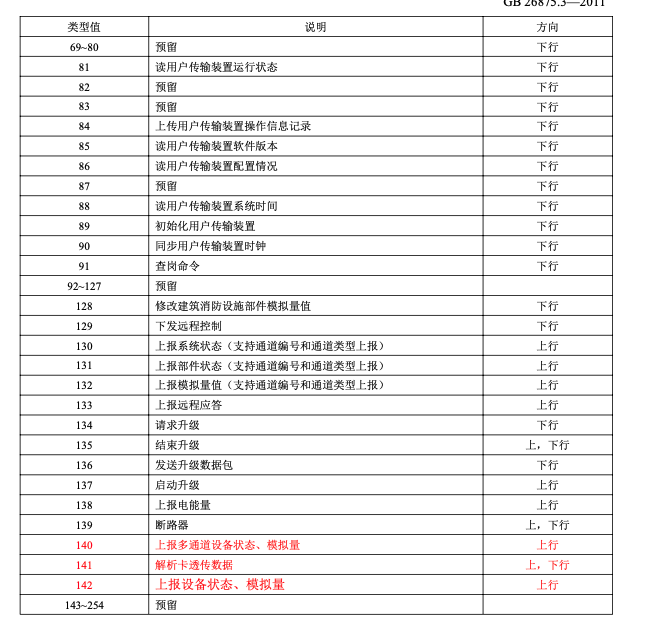 GB 26875.3—2011
类型值 说明 方向
69~80 预留 下行
81 读用户传输装置运行状态 下行
82 预留 下行
83 预留 下行
84 上传用户传输装置操作信息记录 下行
85 读用户传输装置软件版本 下行
86 读用户传输装置配置情况 下行
87 预留 下行
88 读用户传输装置系统时间 下行
89 初始化用户传输装置 下行
90 同步用户传输装置时钟 下行
91 查岗命令 下行
92~127 预留
128 修改建筑消防设施部件模拟量值 下行
129 下发远程控制 下行
130 上报系统状态（支持通道编号和通道类型上报） 上行
131 上报部件状态（支持通道编号和通道类型上报） 上行
132 上报模拟量值（支持通道编号和通道类型上报） 上行
133 上报远程应答 上行
134 请求升级 下行
135 结束升级 上，下行
136 发送升级数据包 下行
137 启动升级 上行
138 上报电能量 上行
139 断路器 上，下行
140 上报多通道设备状态、模拟量 上行
141 解析卡透传数据 上，下行
142 上报设备状态、模拟量 上行
143~254 预留